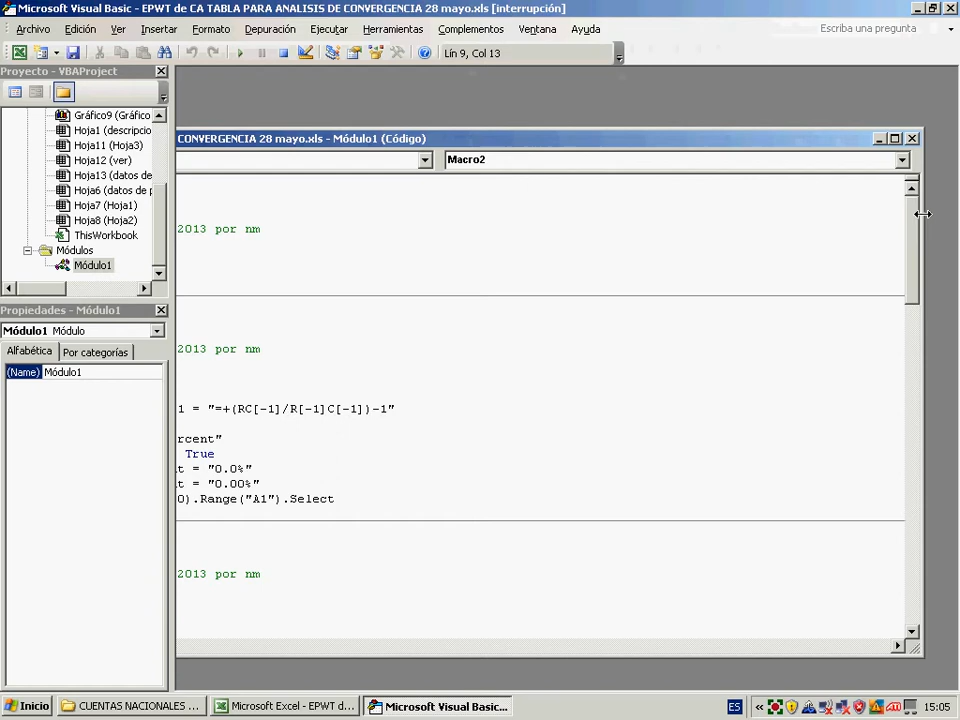 Microsoft Visual Basic - EPWT de CA TABLA PARA ANALISIS DE CONVERGENCIA 28 mayo.xls [interrupción]
Archivo Edición Ver Insertar Formato Depuración Ejecutar Herramientas Complementos Ventana Ayuda
Escriba una pregunta
Lín 9, Col 13
Proyecto - VBAProject
Gráfico9 (Gráfico
Hoja1 (descripcio
Hoja11 (Hoja3)
Hoja12 (ver)
Hoja13 (datos de
Hoja6 (datos de p
Hoja7 (Hoja1)
Hoja8 (Hoja2)
ThisWorkbook
Módulos
Módulo1
Propiedades - Módulo1
Módulo1 Módulo
Alfabética Por categorías
(Name) Módulo1
CONVERGENCIA 28 mayo.xls - Módulo1 (Código)
Macro2
2013 por nm
2013 por nm
1 = "=+(RC[-1]/R[-1]C[-1])-1"
rcent"
True
t = "0.0%"
t = "0.00%"
0).Range("A1").Select
2013 por nm
Inicio
CUENTAS NACIONALES ...
Microsoft Excel - EPWT d...
Microsoft Visual Basic...
ES
«
15:05